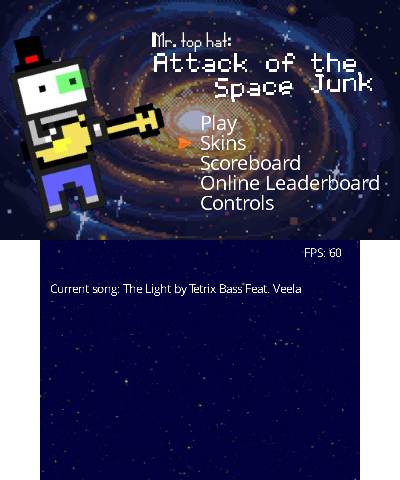 Mr. top hat:
Attack of the
Space Junk
Play
Skins
Scoreboard
Online Leaderboard
Controls
FPS: 60
Current song: The Light by Tetrix Bass Feat. Veela